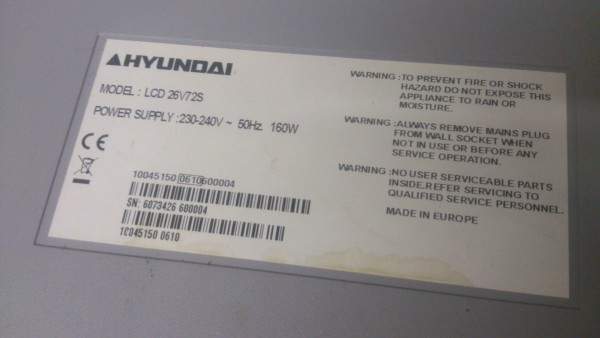 HYUNDAI
MODEL : LCD 26V72S
POWER SUPPLY :230-240V ~ 50Hz. 160W
CE
10045150 0610 600004
SN: 6073426 600004
10045150 0610
WARNING :TO PREVENT FIRE OR SHOCK
HAZARD DO NOT EXPOSE THIS
APPLIANCE TO RAIN OR
MOISTURE.
WARNING :ALWAYS REMOVE MAINS PLUG
FROM WALL SOCKET WHEN
NOT IN USE OR BEFORE ANY
SERVICE OPERATION.
WARNING :NO USER SERVICEABLE PARTS
INSIDE.REFER SERVICING TO
QUALIFIED SERVICE PERSONNEL.
MADE IN EUROPE